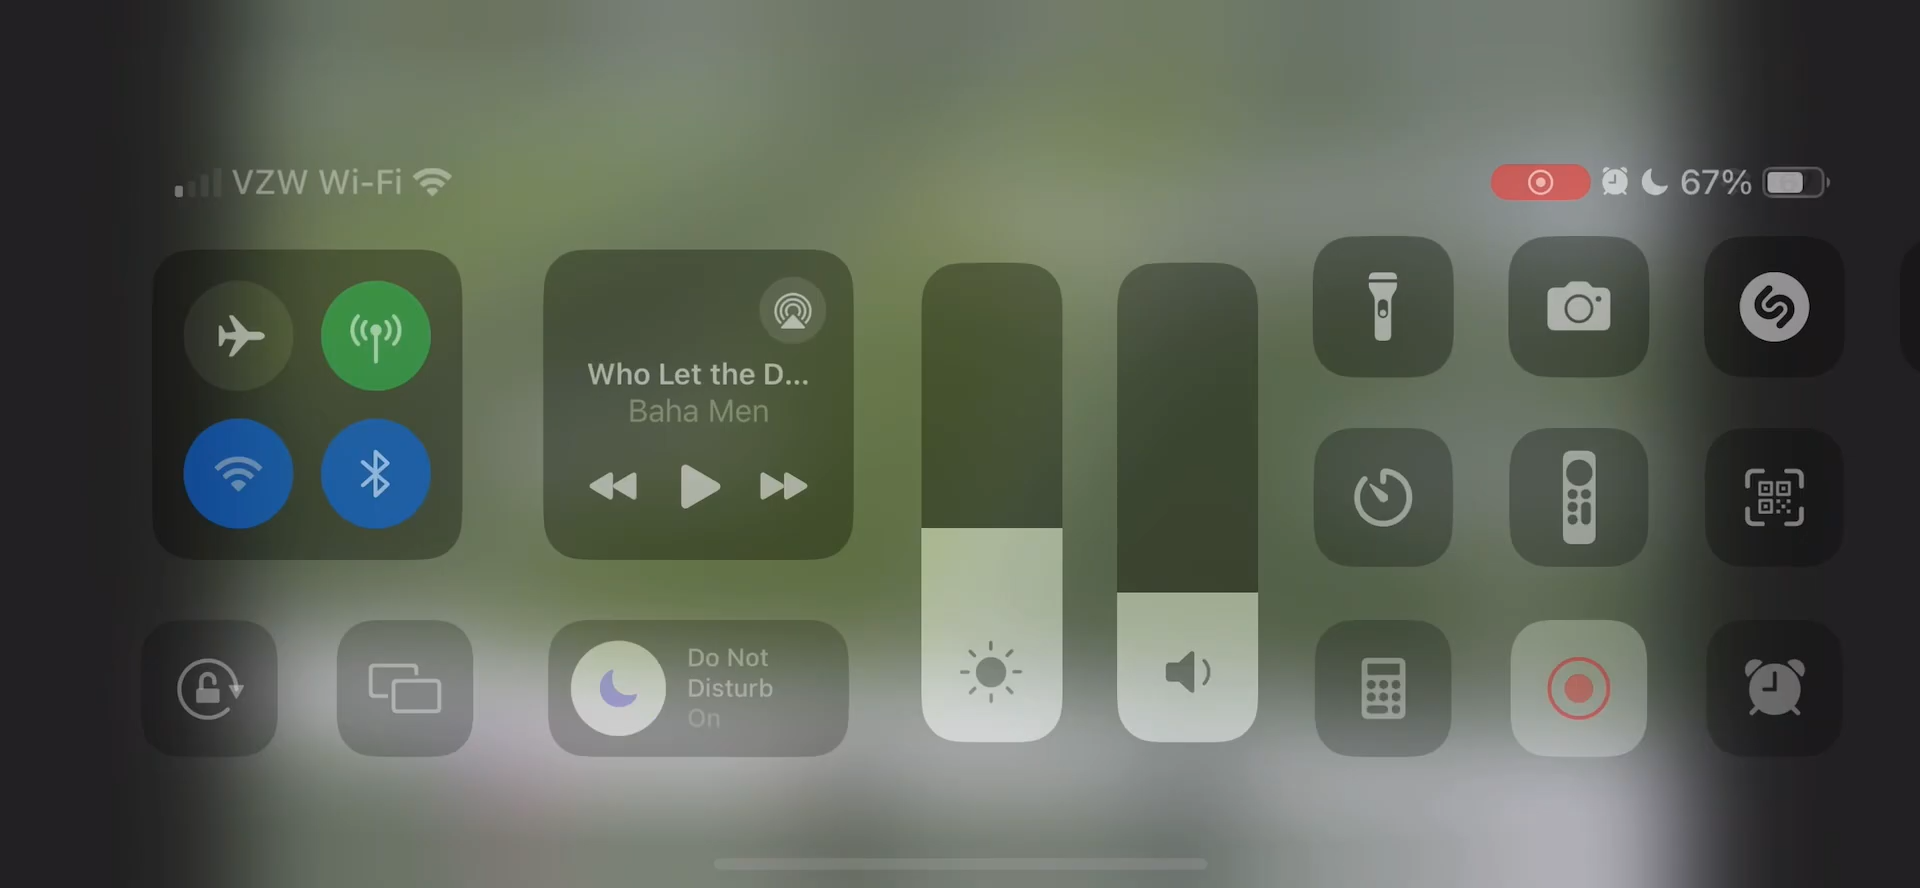 VZW Wi-Fi
67%
Who Let the D...
Baha Men
Do Not
Disturb
On